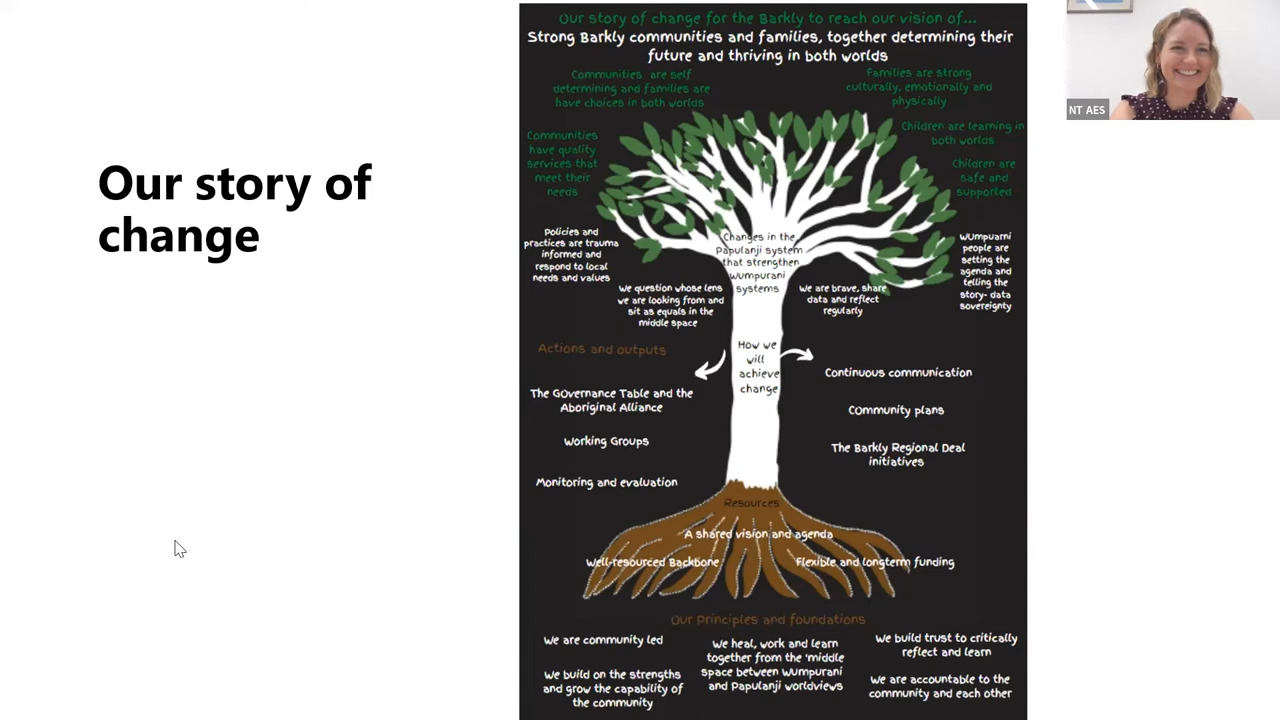 Our story of
change
Our story of change for the Barkly to reach our vision of...
Strong Barkly communities and families, together determining their
future and thriving in both worlds
Communities are self
determining and families are
have choices in both worlds
Families are strong
culturally, emotionally and
physically
Communities
have quality
services that
meet their
needs
Children are learning in
both worlds
Children are
safe and
supported
Policies and
practices are trauma
informed and
respond to local
needs and values
Changes in the
Papulanji system
that strengthen
Wumpurani
systems
Wumpuarni
people are
setting the
agenda and
telling the
story- data
sovereignty
We question whose lens
we are looking from and
sit as equals in the
middle space
We are brave, share
data and reflect
regularly
Actions and outputs
How we
will
achieve
change
The Governance Table and the
Aboriginal Alliance
Working Groups
Monitoring and evaluation
Continuous communication
Community plans
The Barkly Regional Deal
initiatives
Resources
A shared vision and agenda
Well-resourced Backbone
Flexible and longterm funding
Our Principles and foundations
We are community led
We build on the strengths
and grow the capability of
the community
We heal, work and learn
together from the 'middle
space between Wumpurani
and Papulanji worldviews
We build trust to critically
reflect and learn
We are accountable to the
community and each other
NT AES